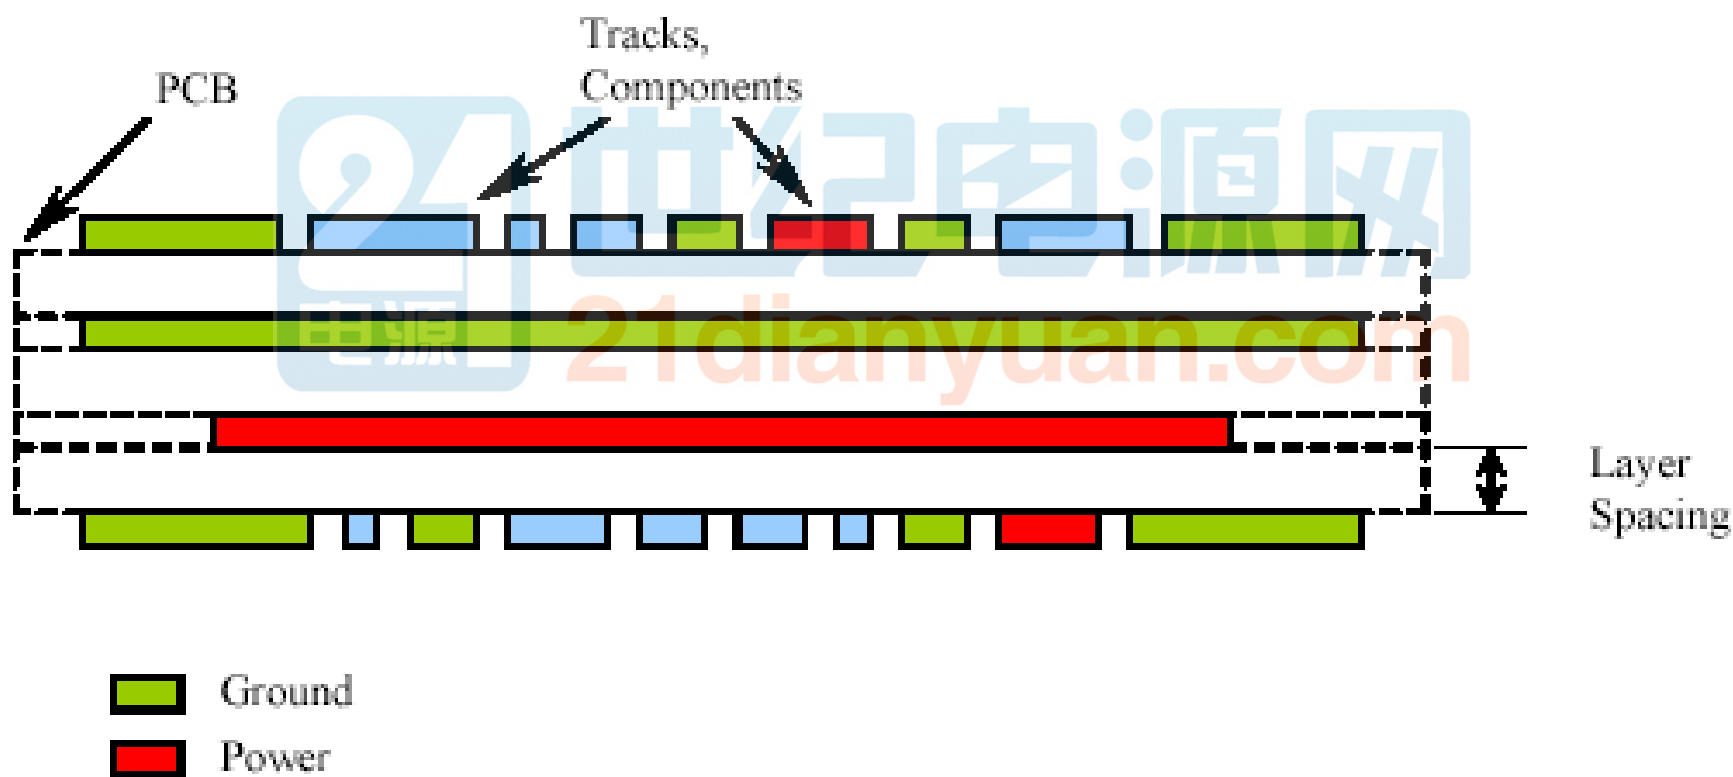 Tracks,
Components
PCB
世纪电源网
电源
21dianyuan.com
Layer
Spacing
Ground
Power